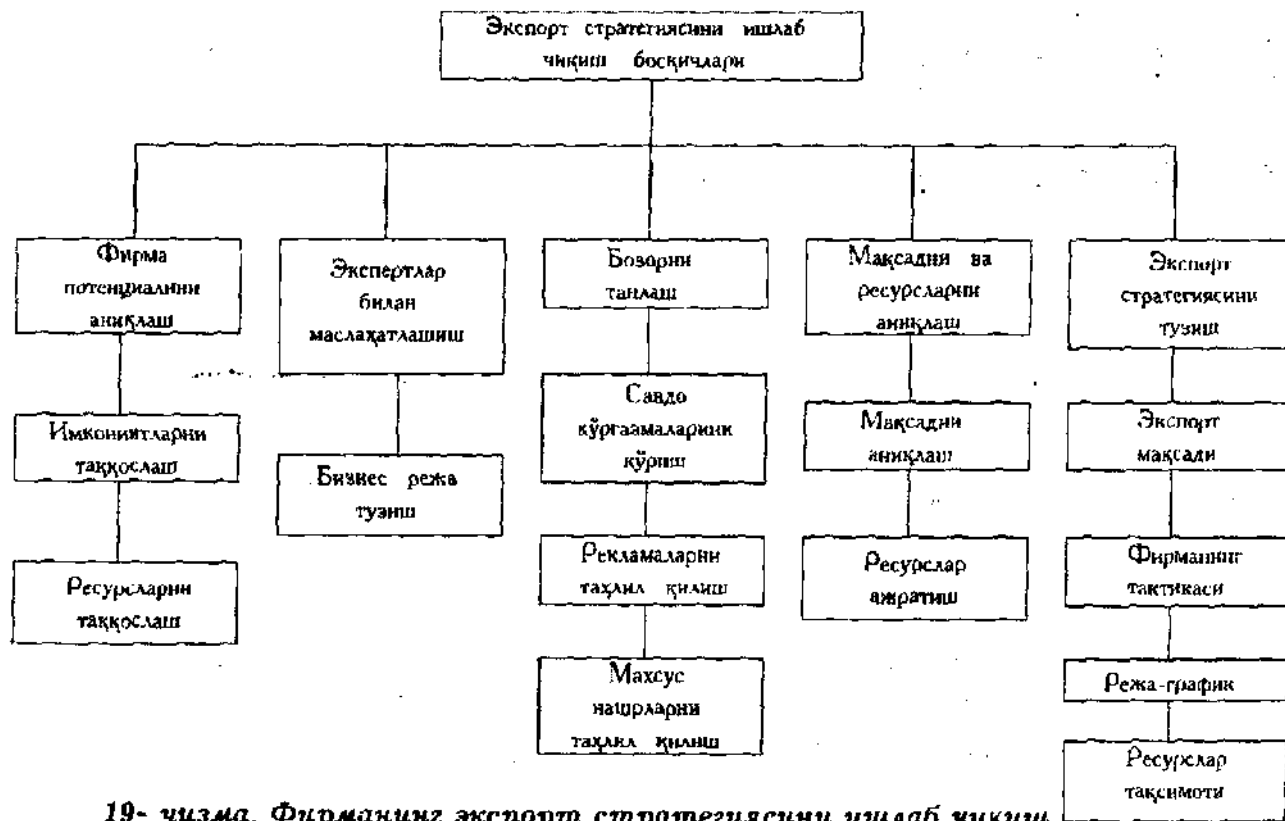 Экспорт стратегиясини ишлаб
чиқиш босқичлари
Фирма
потенциалини
аниқлаш
Имкониятларни
таққослаш
Ресурсларни
таққослаш
Экспертлар
билан
маслаҳатлашиш
Бизнес режа
тузиш
Бозорни
танлаш
Савдо
кўргазмаларини
кўриш
Рекламаларни
таҳлил қилиш
Махсус
нашрларни
таҳлил қилиш
Мақсадни ва
ресурсларни
аниқлаш
Мақсадни
аниқлаш
Ресурслар
ажратиш
Экспорт
стратегиясини
тузиш
Экспорт
мақсади
Фирманинг
тактикаси
Режа-график
Ресурслар
тақсимоти
19- чизма. Фирманинг экспорт стратегиясини ишлаб чиқиш